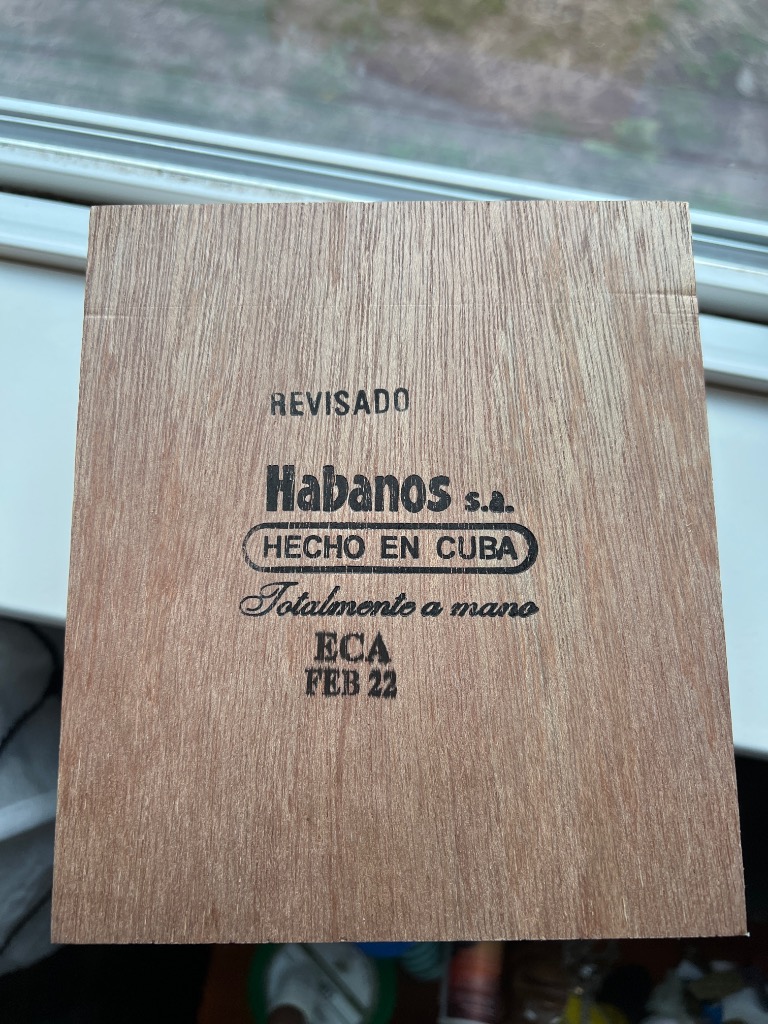 REVISADO
Habanos s.a.
HECHO EN CUBA
Totalmente a mano
ECA
FEB 22